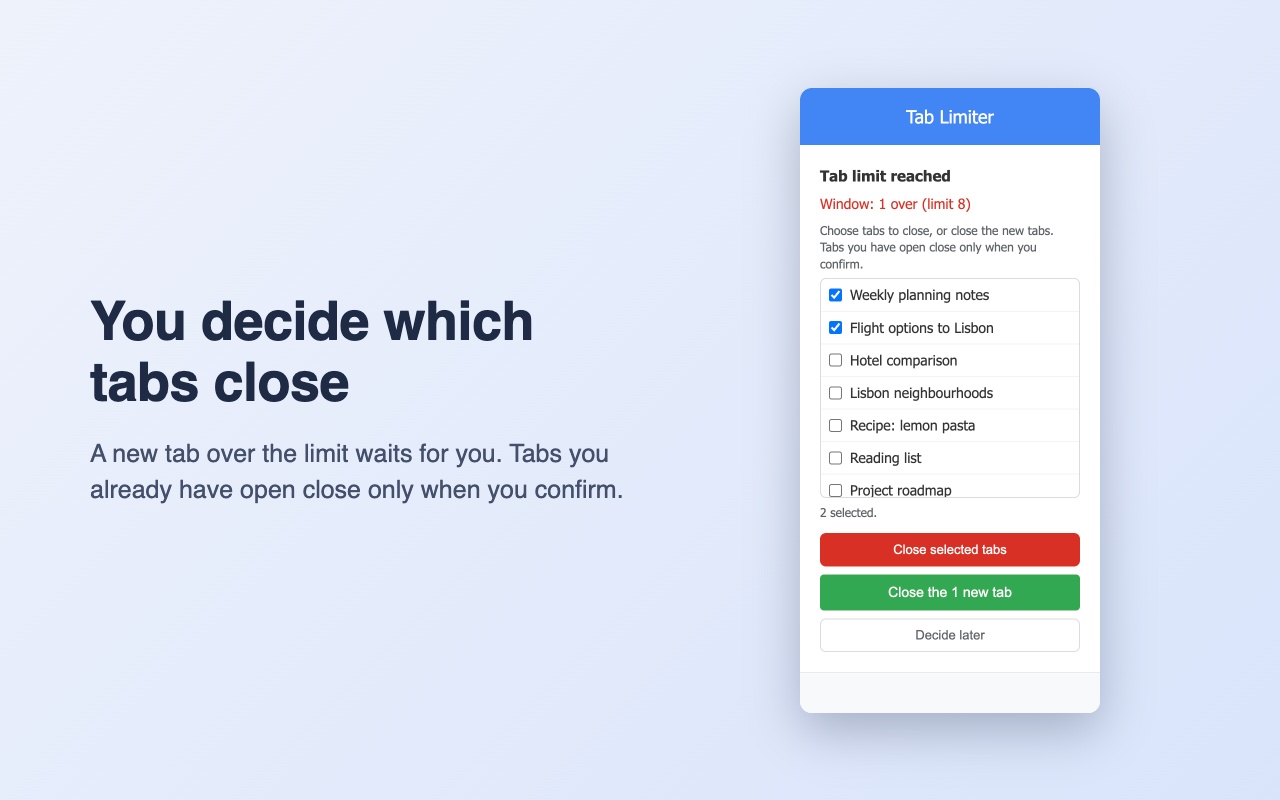 You decide which
tabs close
A new tab over the limit waits for you. Tabs you
already have open close only when you confirm.
Tab Limiter
Tab limit reached
Window: 1 over (limit 8)
Choose tabs to close, or close the new tabs.
Tabs you have open close only when you
confirm.
Weekly planning notes
Flight options to Lisbon
Hotel comparison
Lisbon neighbourhoods
Recipe: lemon pasta
Reading list
Project roadmap
2 selected.
Close selected tabs
Close the 1 new tab
Decide later